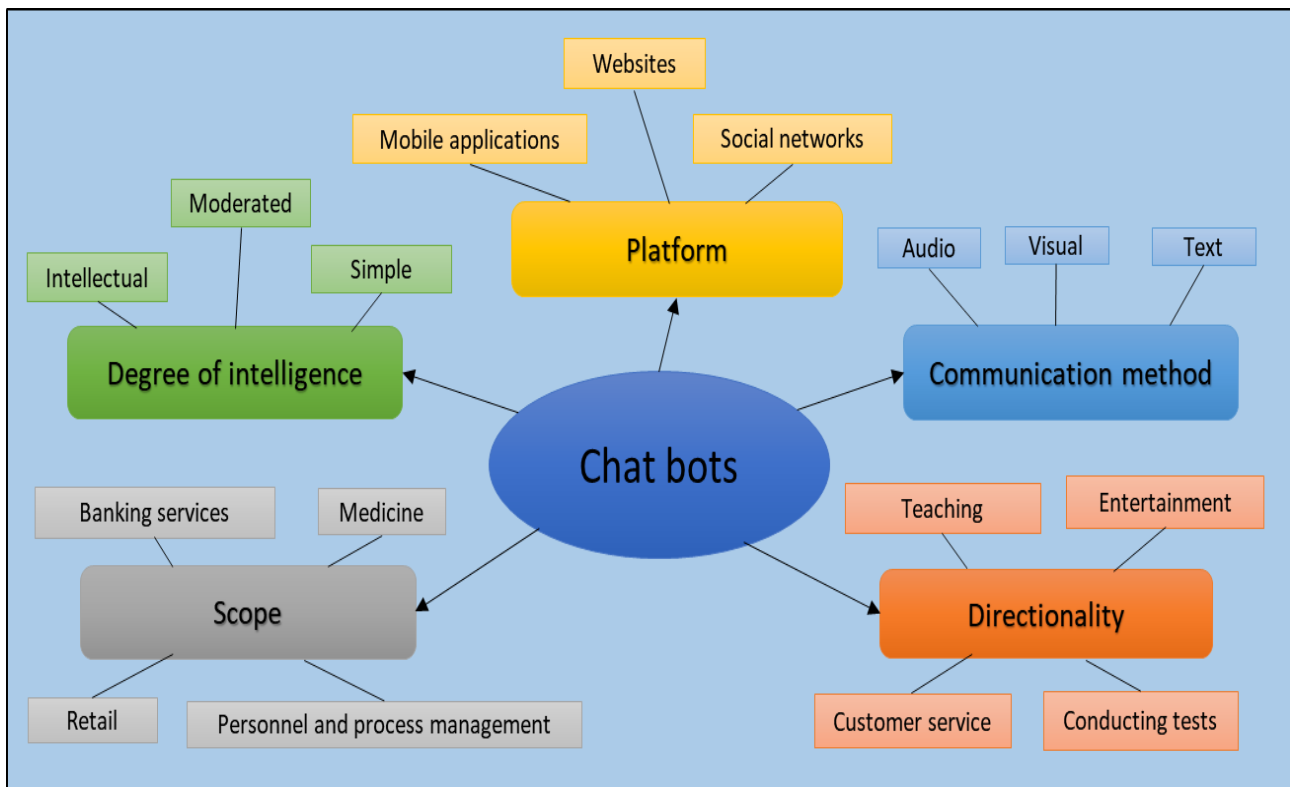 Websites
Mobile applications
Social networks
Platform
Moderated
Intellectual
Simple
Degree of intelligence
Audio
Visual
Text
Communication method
Chat bots
Banking services
Medicine
Scope
Retail
Personnel and process management
Teaching
Entertainment
Directionality
Customer service
Conducting tests